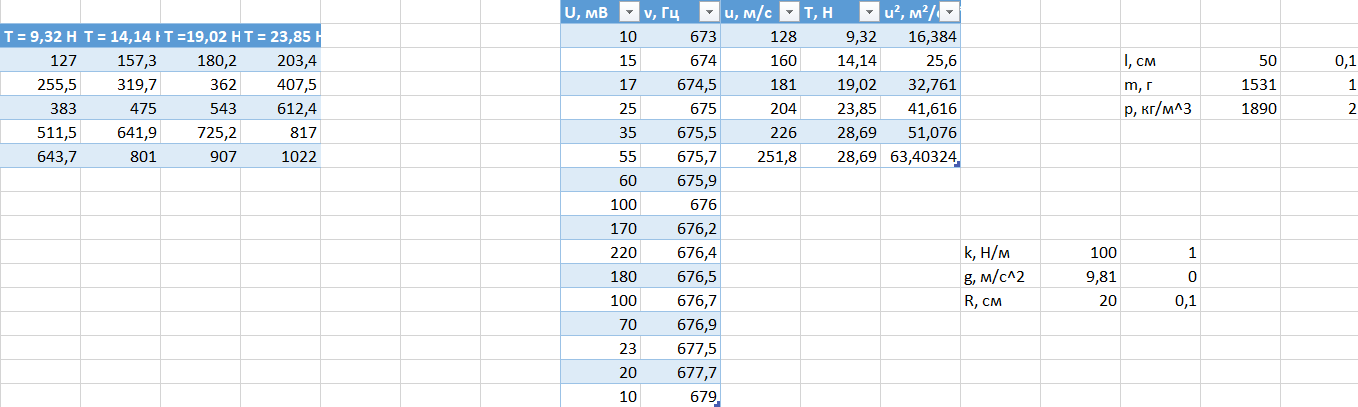 U, мВ ν, Гц u, м/с T, Н u², м²/с
T = 9,32 Н T = 14,14 Н T =19,02 Н T = 23,85 Н 10 673 128 9,32 16,384
127 157,3 180,2 203,4 15 674 160 14,14 25,6 l, см 50 0,1
255,5 319,7 362 407,5 17 674,5 181 19,02 32,761 m, г 1531 1
383 475 543 612,4 25 675 204 23,85 41,616 p, кг/м^3 1890 2
511,5 641,9 725,2 817 35 675,5 226 28,69 51,076
643,7 801 907 1022 55 675,7 251,8 28,69 63,40324
60 675,9
100 676
170 676,2
220 676,4 k, Н/м 100 1
180 676,5 g, м/с^2 9,81 0
100 676,7 R, см 20 0,1
70 676,9
23 677,5
20 677,7
10 679